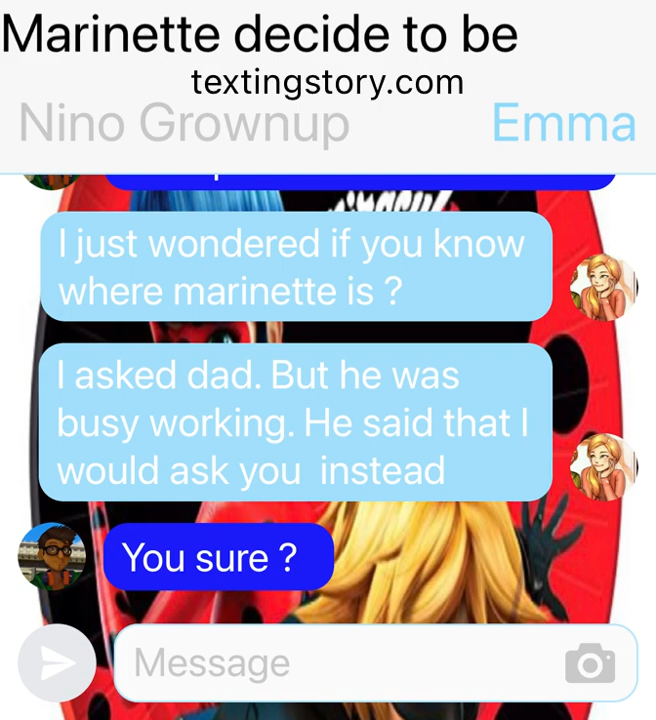 Marinette decide to be
textingstory.com
Nino Grownup
Emma
I just wondered if you know
where marinette is ?
I asked dad. But he was
busy working. He said that I
would ask you  instead
You sure ?
Message